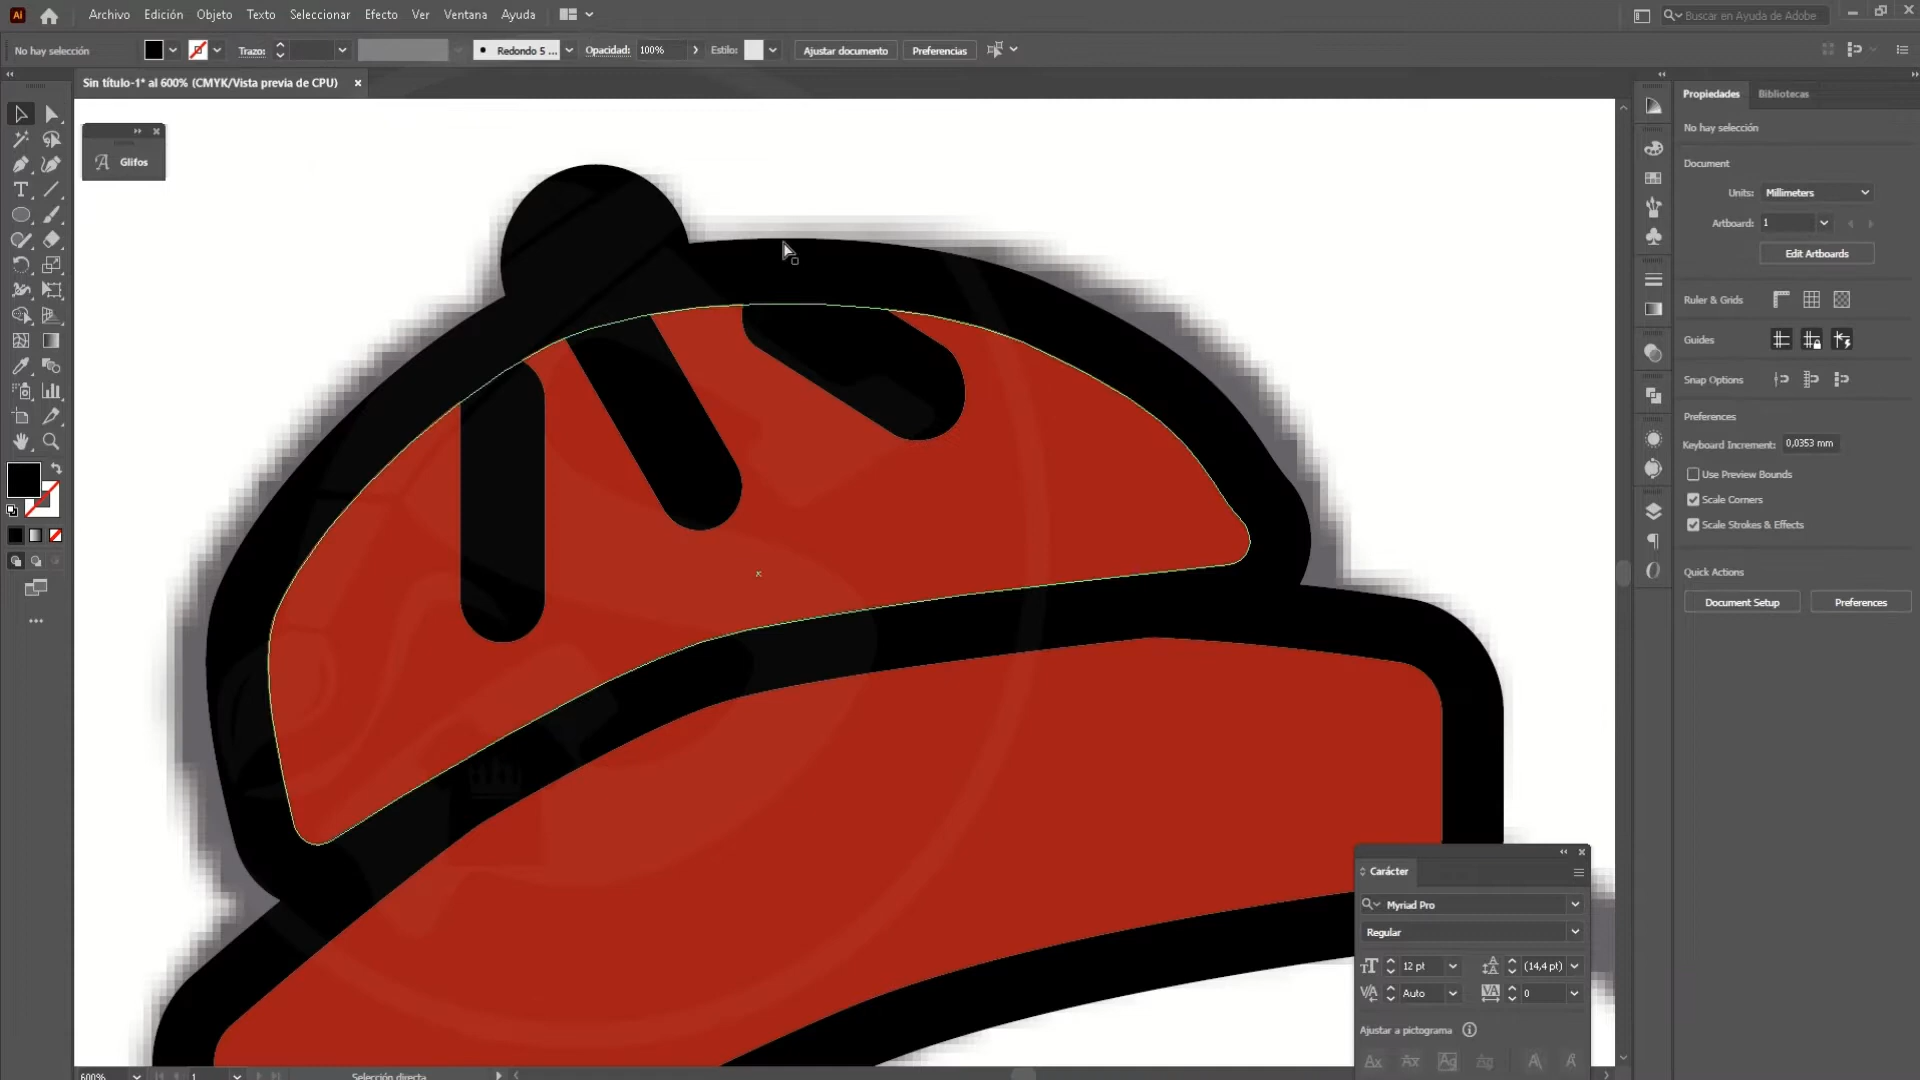 Ai Archivo Edición Objeto Texto Seleccionar Efecto Ver Ventana Ayuda Buscar en Ayuda de Adobe
No hay selección Trazo: Redondo 5 ... Opacidad: 100% Estilo: Ajustar documento Preferencias
Sin título-1* al 600% (CMYK/Vista previa de CPU)
Glifos
Propiedades Bibliotecas
No hay selección
Document
Units: Millimeters
Artboard: 1
Edit Artboards
Ruler & Grids
Guides
Snap Options
Preferences
Keyboard Increment: 0,0353 mm
Use Preview Bounds
Scale Corners
Scale Strokes & Effects
Quick Actions
Document Setup Preferences
Carácter
Myriad Pro
Regular
12 pt (14,4 pt)
Auto 0
Ajustar a pictograma
600% 1 Selección directa